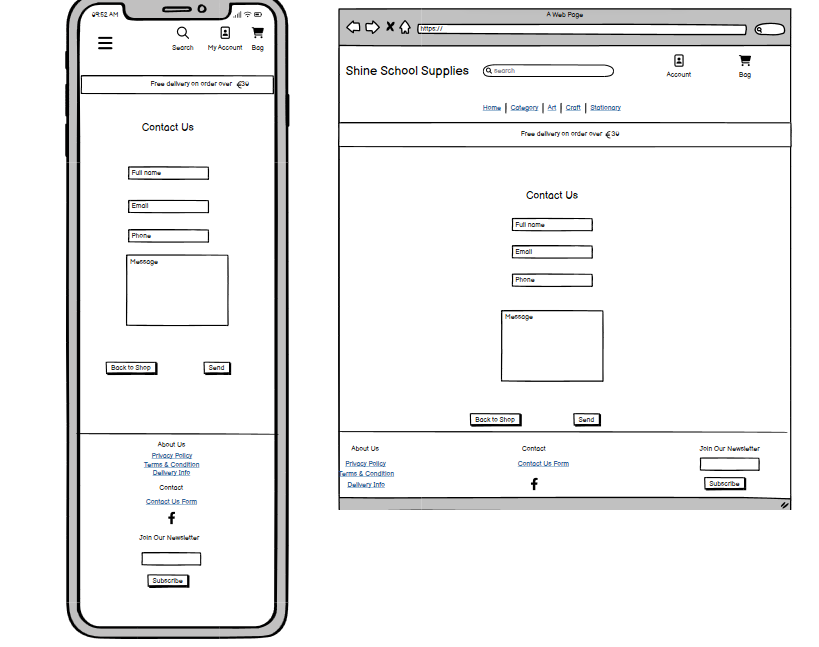 09:52 AM
Search
My Account
Bag
Free delivery on order over €30
Contact Us
Full name
Email
Phone
Message
Back to Shop
Send
About Us
Privacy Policy
Terms & Condition
Delivery Info
Contact
Contact Us Form
Join Our Newsletter
Subscribe
A Web Page
https://
Shine School Supplies
search
Account
Bag
Home | Category | Art | Craft | Stationary
Free delivery on order over €30
Contact Us
Full name
Email
Phone
Message
Back to Shop
Send
About Us
Privacy Policy
Terms & Condition
Delivery Info
Contact
Contact Us Form
Join Our Newsletter
Subscribe